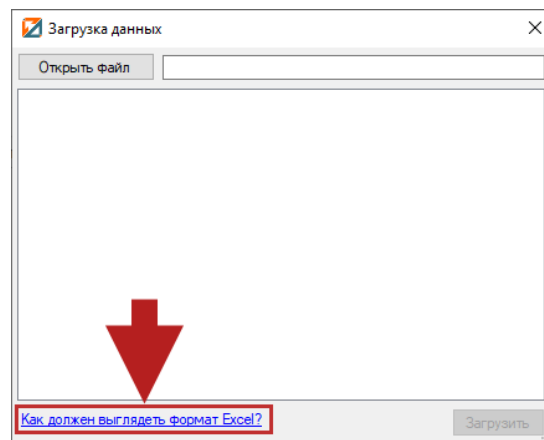 Загрузка данных
Открыть файл
Как должен выглядеть формат Excel?
Загрузить